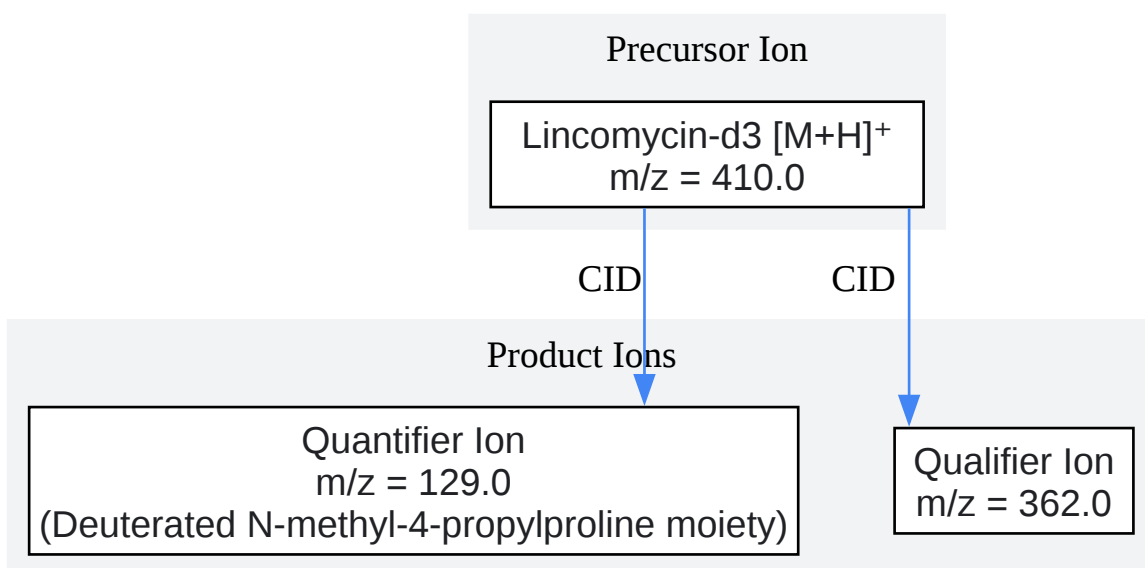 Precursor Ion
Lincomycin-d3 [M+H]⁺
m/z = 410.0
CID
CID
Product Ions
Quantifier Ion
m/z = 129.0
(Deuterated N-methyl-4-propylproline moiety)
Qualifier Ion
m/z = 362.0